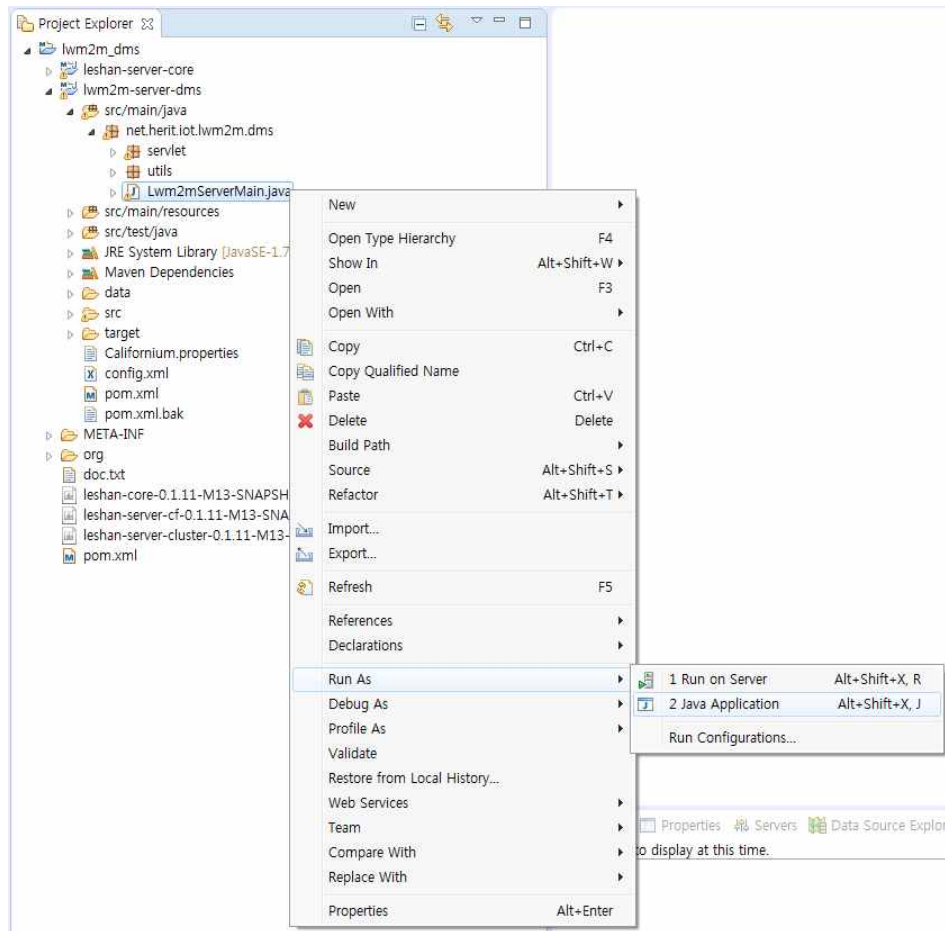 Project Explorer
lwm2m_dms
leshan-server-core
lwm2m-server-dms
src/main/java
net.herit.iot.lwm2m.dms
servlet
utils
Lwm2mServerMain.java
src/main/resources
src/test/java
JRE System Library [JavaSE-1.7
Maven Dependencies
data
src
target
Californium.properties
config.xml
pom.xml
pom.xml.bak
META-INF
org
doc.txt
leshan-core-0.1.11-M13-SNAPSH
leshan-server-cf-0.1.11-M13-SNA
leshan-server-cluster-0.1.11-M13-
pom.xml
New
Open Type Hierarchy F4
Show In Alt+Shift+W
Open F3
Open With
Copy Ctrl+C
Copy Qualified Name
Paste Ctrl+V
Delete Delete
Build Path
Source Alt+Shift+S
Refactor Alt+Shift+T
Import...
Export...
Refresh F5
References
Declarations
Run As
Debug As
Profile As
Validate
Restore from Local History...
Web Services
Team
Compare With
Replace With
Properties Alt+Enter
1 Run on Server Alt+Shift+X, R
2 Java Application Alt+Shift+X, J
Run Configurations...
Properties Servers Data Source Explor
to display at this time.